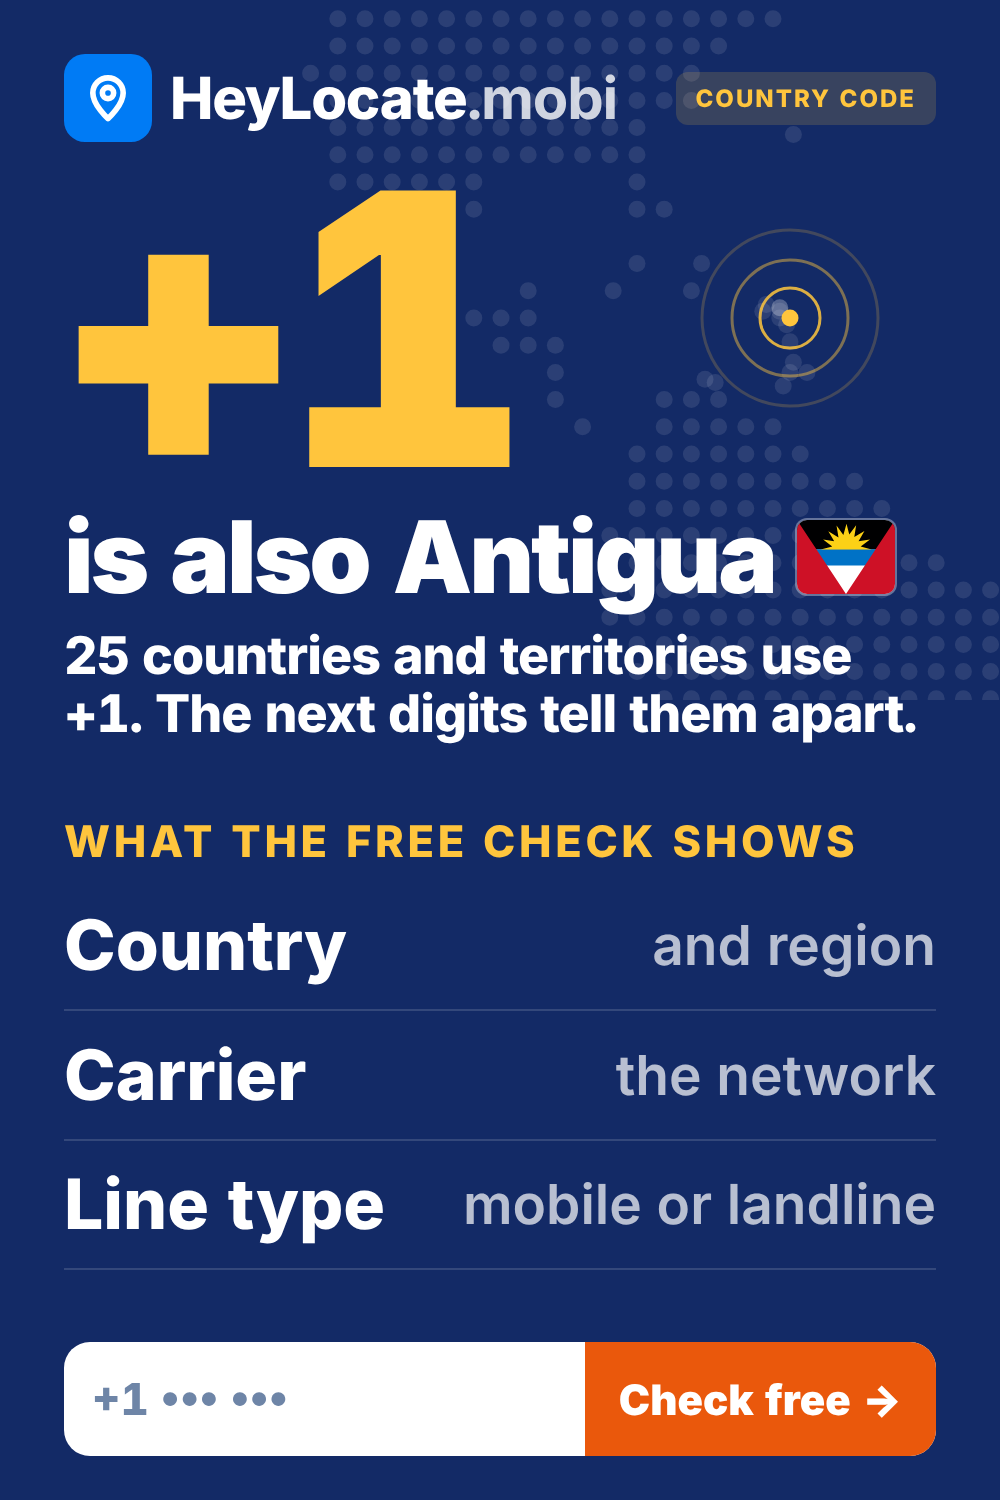 HeyLocate.mobi
COUNTRY CODE
+1
is also Antigua
25 countries and territories use
+1. The next digits tell them apart.
WHAT THE FREE CHECK SHOWS
Country and region
Carrier the network
Line type mobile or landline
+1 ••• •••
Check free →